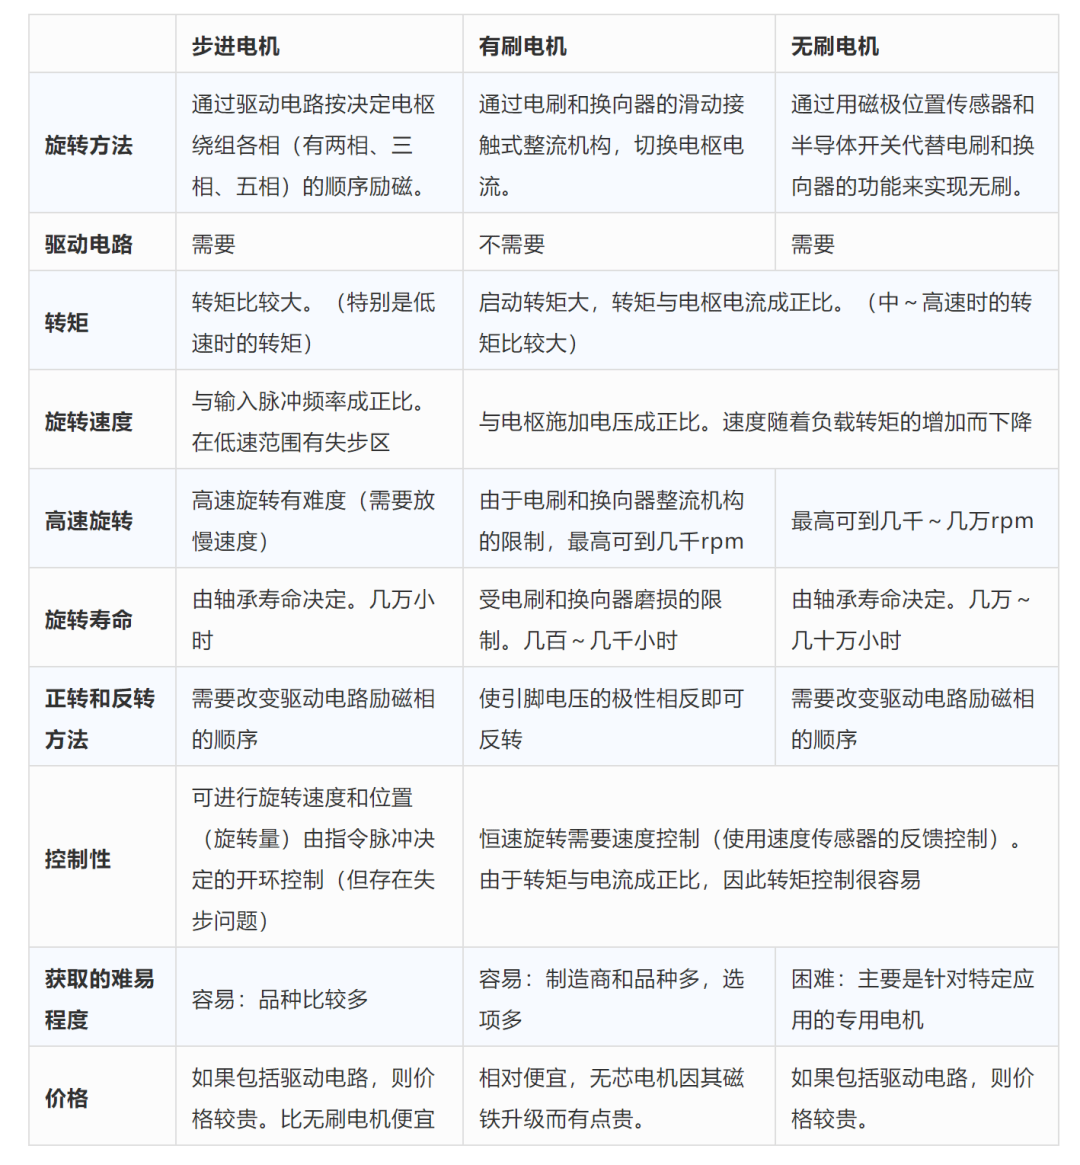 步进电机
有刷电机
无刷电机
旋转方法
通过驱动电路按决定电枢
绕组各相（有两相、三
相、五相）的顺序励磁。
通过电刷和换向器的滑动接
触式整流机构，切换电枢电
流。
通过用磁极位置传感器和
半导体开关代替电刷和换
向器的功能来实现无刷。
驱动电路
需要
不需要
需要
转矩
转矩比较大。（特别是低
速时的转矩）
启动转矩大，转矩与电枢电流成正比。（中～高速时的转
矩比较大）
旋转速度
与输入脉冲频率成正比。
在低速范围有失步区
与电枢施加电压成正比。速度随着负载转矩的增加而下降
高速旋转
高速旋转有难度（需要放
慢速度）
由于电刷和换向器整流机构
的限制，最高可到几千rpm
最高可到几千～几万rpm
旋转寿命
由轴承寿命决定。几万小
时
受电刷和换向器磨损的限
制。几百～几千小时
由轴承寿命决定。几万～
几十万小时
正转和反转
方法
需要改变驱动电路励磁相
的顺序
使引脚电压的极性相反即可
反转
需要改变驱动电路励磁相
的顺序
控制性
可进行旋转速度和位置
（旋转量）由指令脉冲决
定的开环控制（但存在失
步问题）
恒速旋转需要速度控制（使用速度传感器的反馈控制）。
由于转矩与电流成正比，因此转矩控制很容易
获取的难易
程度
容易：品种比较多
容易：制造商和品种多，选
项多
困难：主要是针对特定应
用的专用电机
价格
如果包括驱动电路，则价
格较贵。比无刷电机便宜
相对便宜，无芯电机因其磁
铁升级而有点贵。
如果包括驱动电路，则价
格较贵。